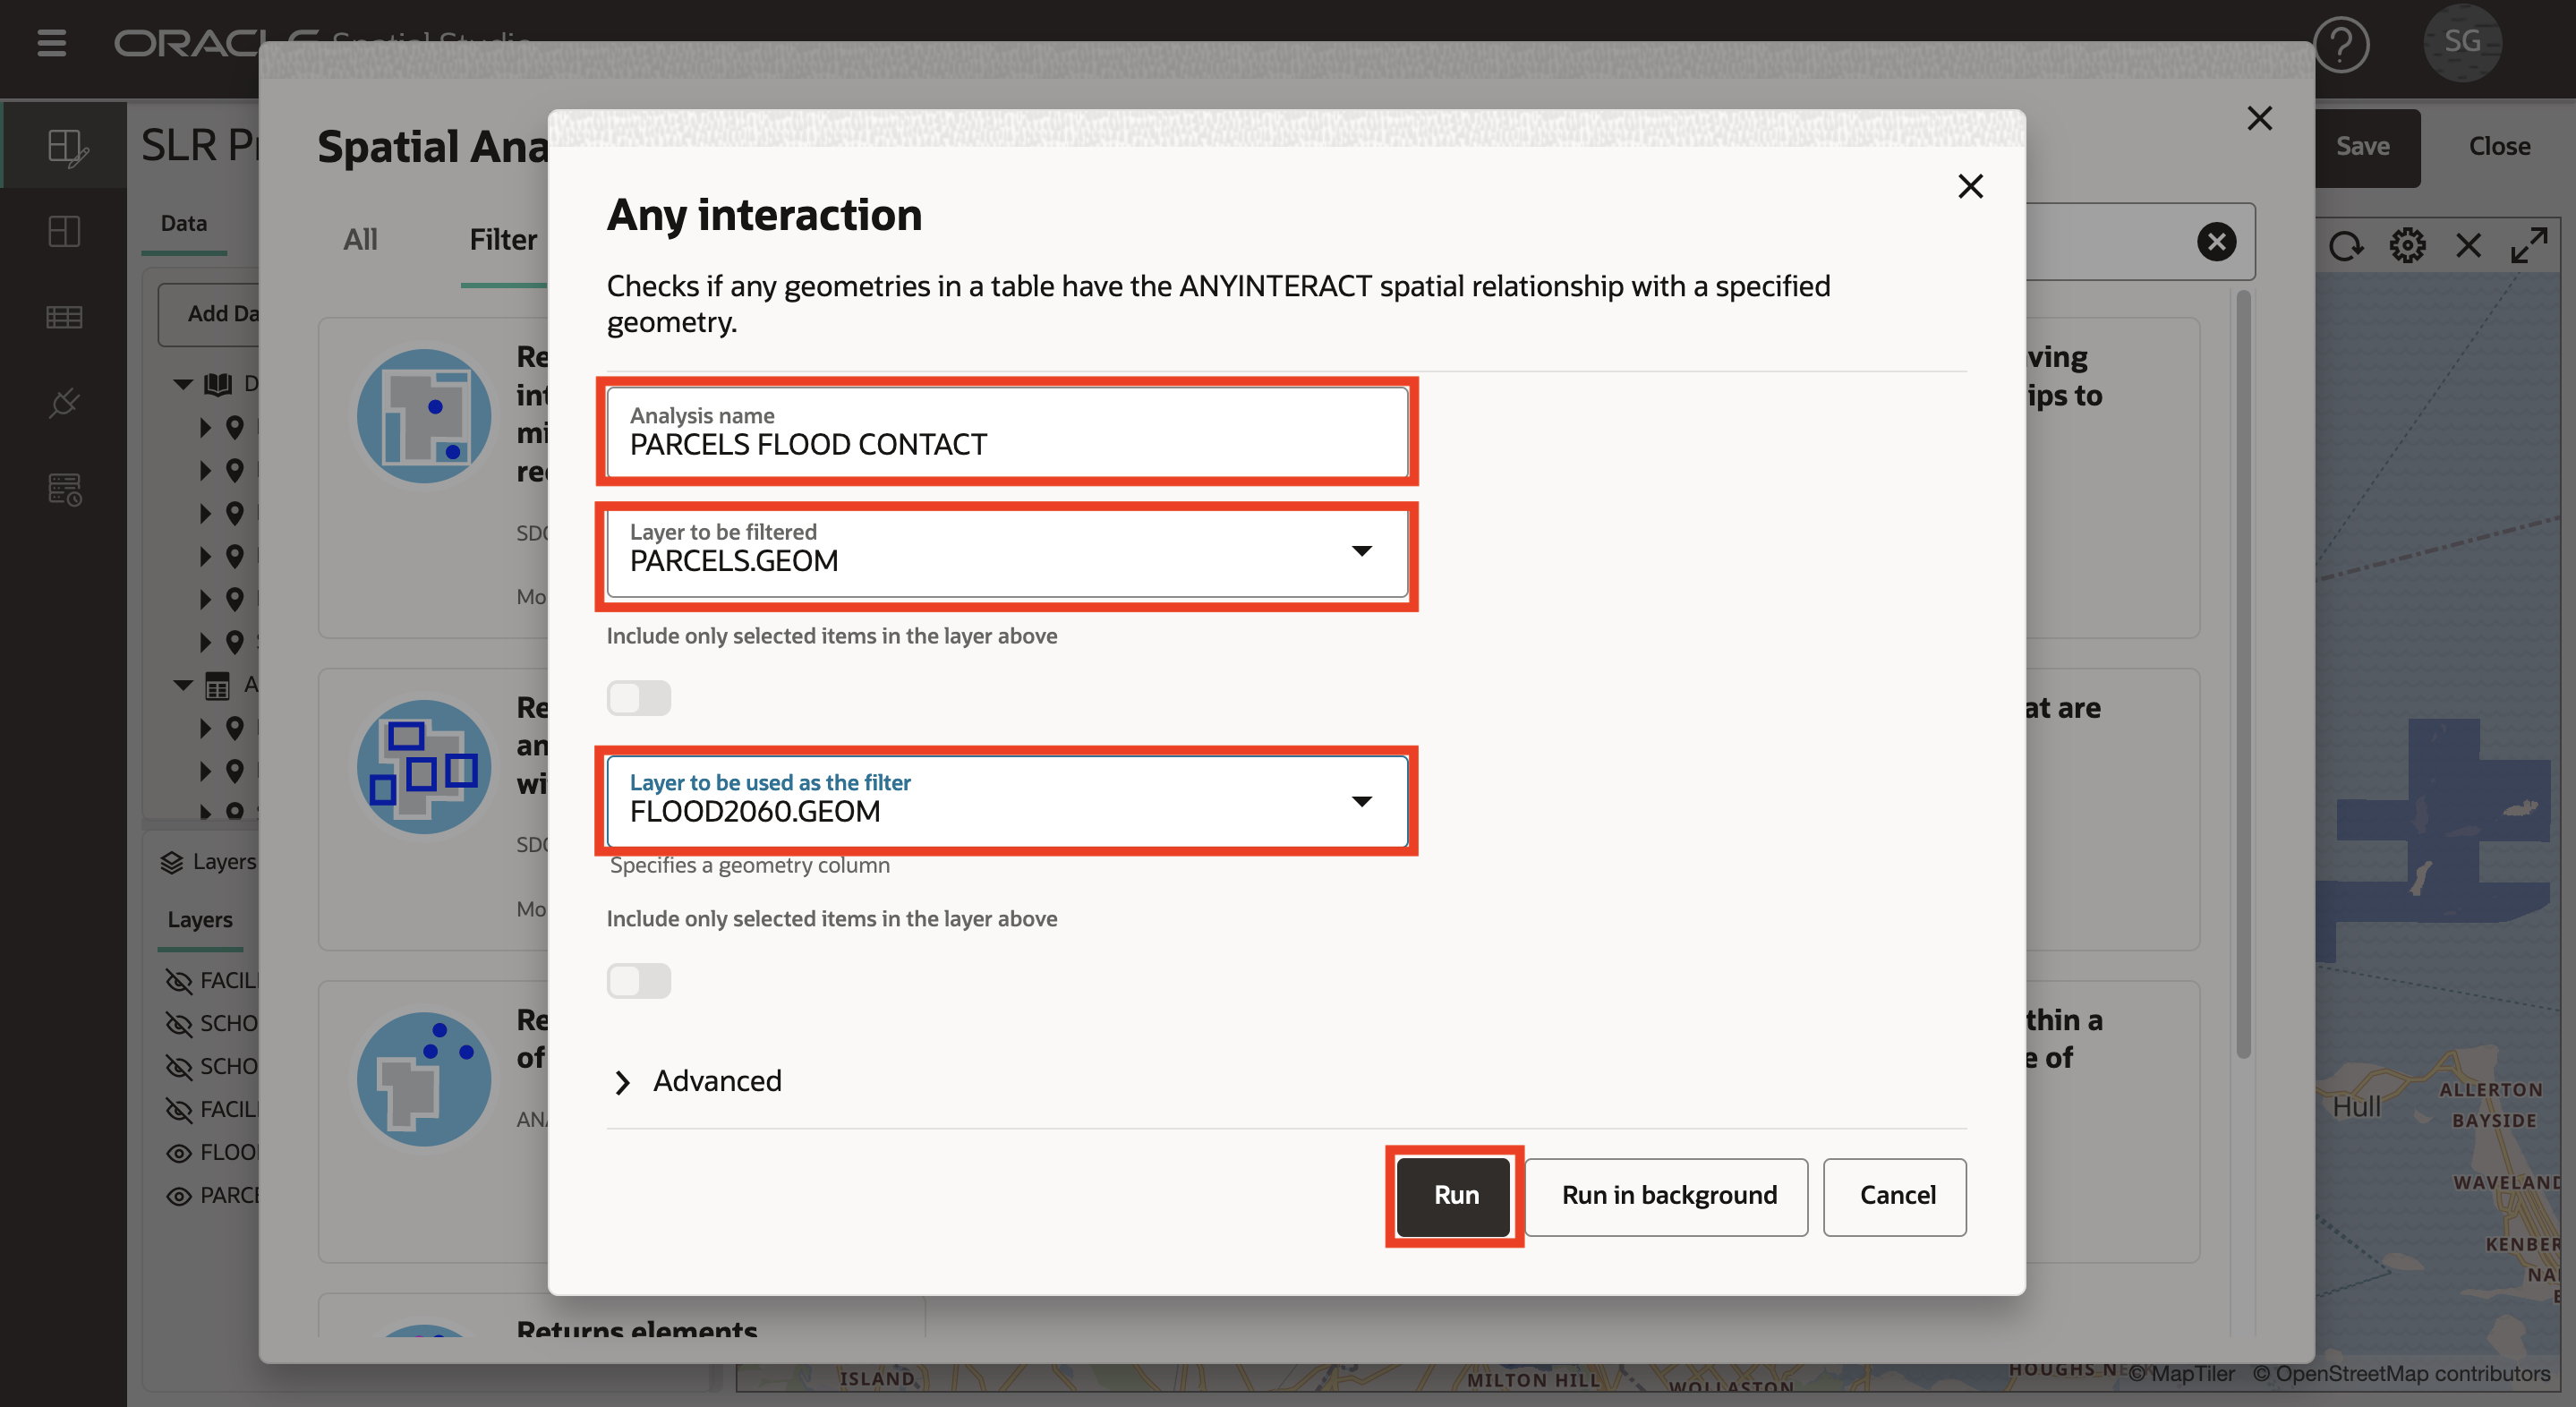 ORACLE Spatial Studio
SG
SLR Pr
Save
Close
Spatial Ana
Any interaction
Data
All
Filter
Checks if any geometries in a table have the ANYINTERACT spatial relationship with a specified
geometry.
Add Da
D
Re
int
mi
re
SDO
Mo
ving
ips to
Analysis name
PARCELS FLOOD CONTACT
Layer to be filtered
PARCELS.GEOM
Include only selected items in the layer above
A
Re
an
wi
SDO
Mo
at are
Layer to be used as the filter
FLOOD2060.GEOM
Specifies a geometry column
Include only selected items in the layer above
Layers
Layers
FACIL
SCHO
SCHO
FACIL
FLOO
PARCE
Re
of
ANA
thin a
e of
Advanced
Run
Run in background
Cancel
Returns elements
Hull
ALLERTON
BAYSIDE
WAVELAND
KENBER
NA
ISLAND
MILTON HILL
WOLLASTON
HOUGHS NECK
© MapTiler © OpenStreetMap contributors